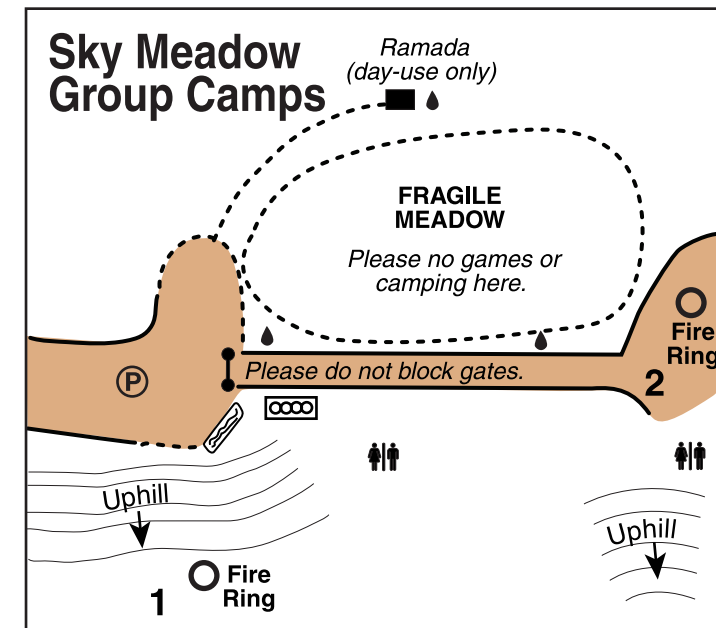 Sky Meadow
Group Camps
Ramada
(day-use only)
FRAGILE
MEADOW
Please no games or
camping here.
Fire
Ring
2
P
Please do not block gates.
Uphill
Uphill
1
Fire
Ring